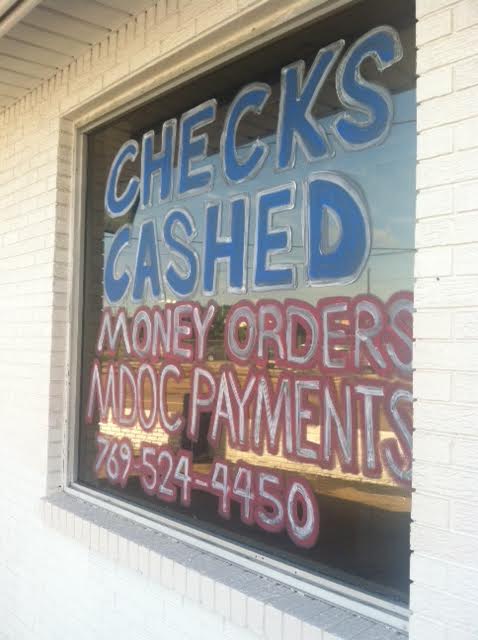 CHECKS
CASHED
MONEY ORDERS
MDOC PAYMENTS
769-524-4450